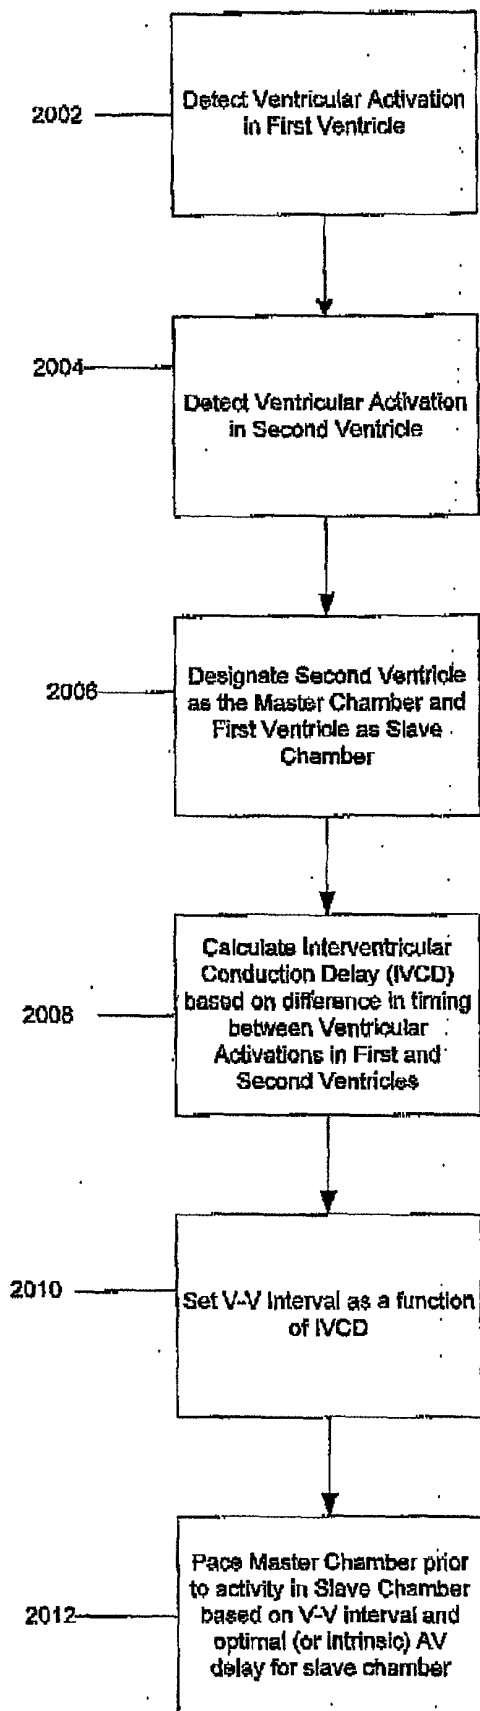 2002
Detect Ventricular Activation
in First Ventricle
2004
Detect Ventricular Activation
in Second Ventricle
2006
Designate Second Ventricle
as the Master Chamber and
First Ventricle as Slave
Chamber
2008
Calculate Interventricular
Conduction Delay (IVCD)
based on difference in timing
between Ventricular
Activations in First and
Second Ventricles
2010
Set V-V Interval as a function
of IVCD
2012
Pace Master Chamber prior
to activity in Slave Chamber
based on V-V interval and
optimal (or intrinsic) AV
delay for slave chamber